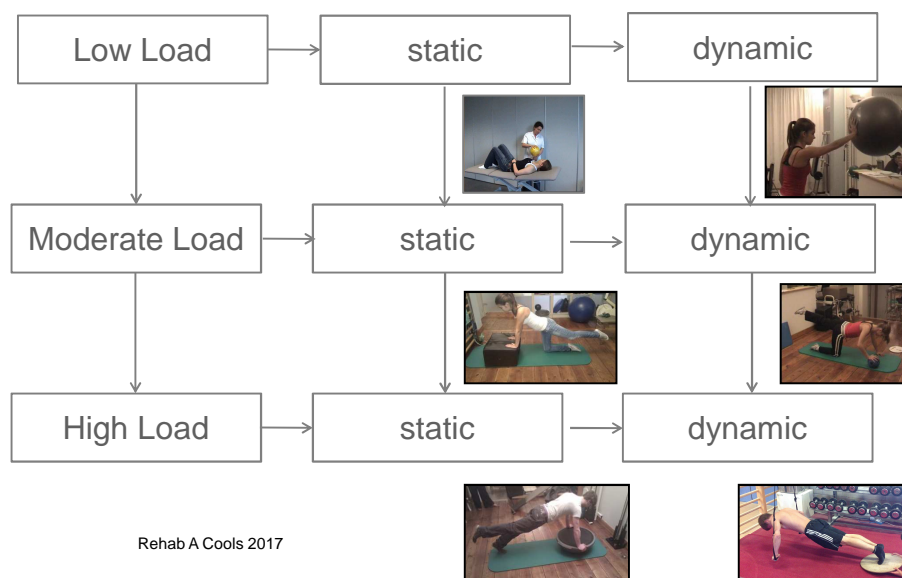 Low Load
static
dynamic
Moderate Load
static
dynamic
High Load
static
dynamic
Rehab A Cools 2017